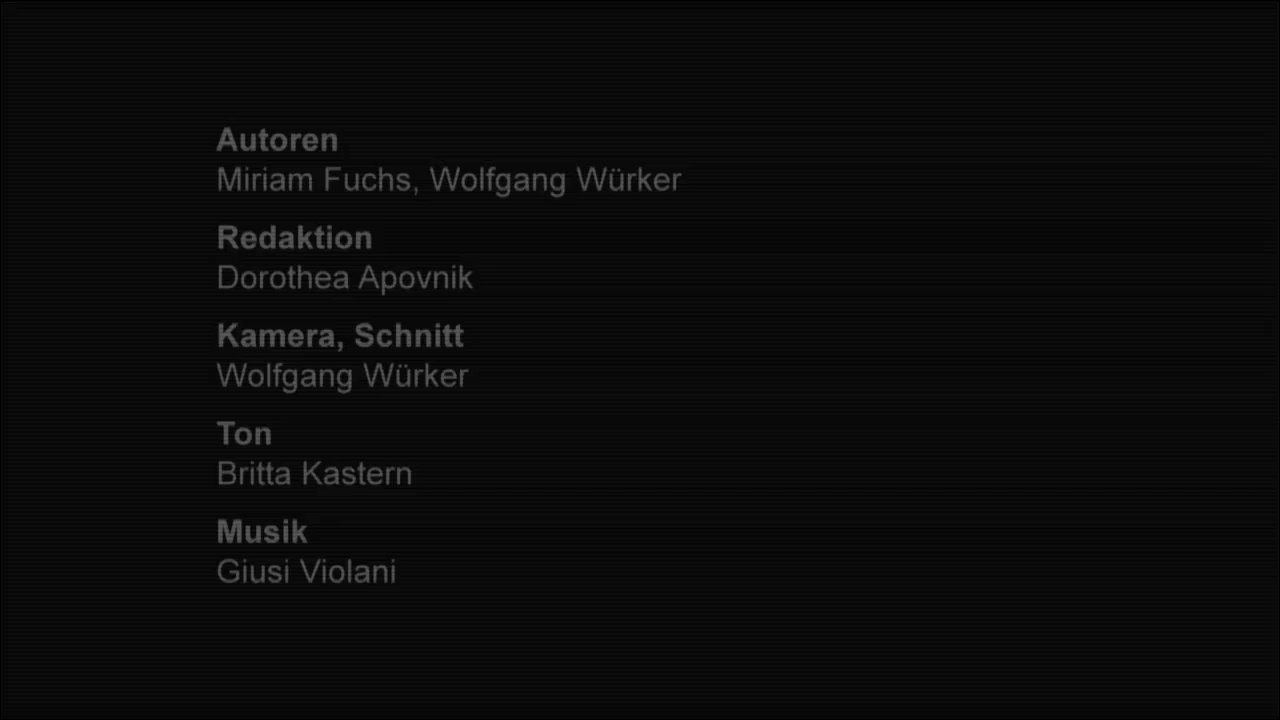 Autoren
Miriam Fuchs, Wolfgang Würker
Redaktion
Dorothea Apovnik
Kamera, Schnitt
Wolfgang Würker
Ton
Britta Kastern
Musik
Giusi Violani